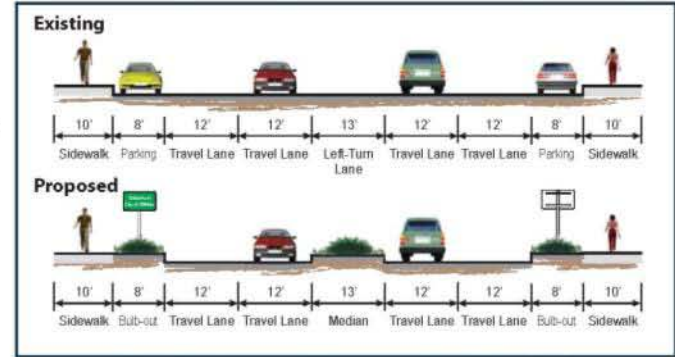 Existing
10' 8' 12' 12' 13' 12' 12' 8' 10'
Sidewalk Parking Travel Lane Travel Lane Left-Turn Travel Lane Travel Lane Parking Sidewalk
Lane
Proposed
10' 8' 12' 12' 13' 12' 12' 8' 10'
Sidewalk Bulb-out Travel Lane Travel Lane Median Travel Lane Travel Lane Bulb-out Sidewalk